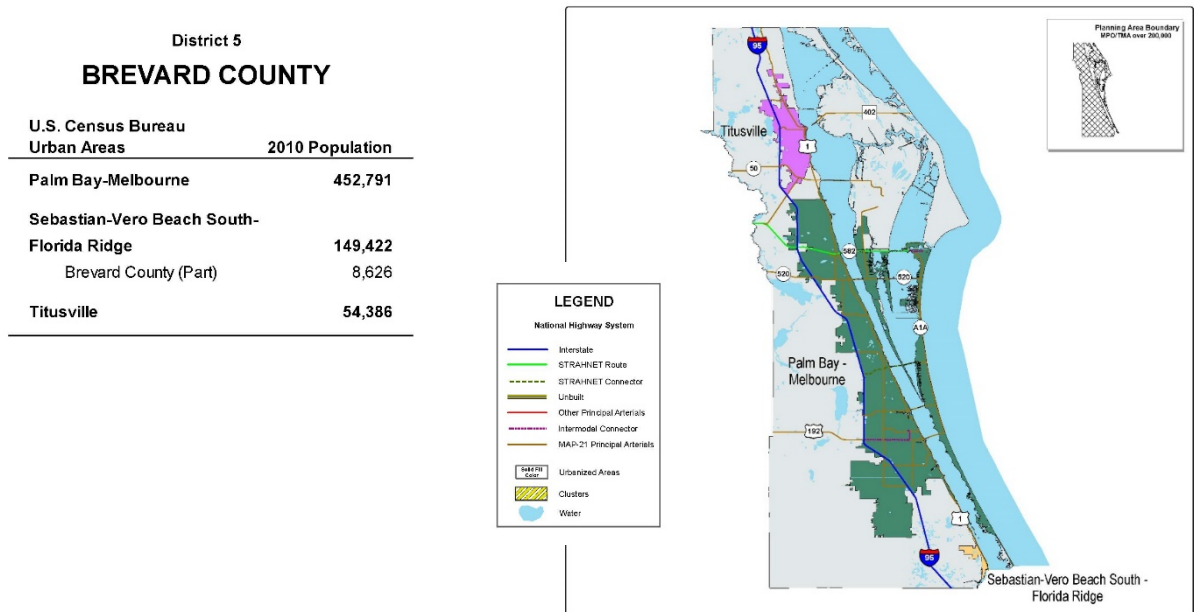 District 5
BREVARD COUNTY
U.S. Census Bureau
Urban Areas 2010 Population
Palm Bay-Melbourne 452,791
Sebastian-Vero Beach South-
Florida Ridge 149,422
Brevard County (Part) 8,626
Titusville 54,386
LEGEND
National Highway System
Interstate
STRAHNET Route
STRAHNET Connector
Unbuilt
Other Principal Arterials
Intermodal Connector
MAP-21 Principal Arterials
Solid Fill
Color
Urbanized Areas
Clusters
Water
Planning Area Boundary
MPO/TMA over 200,000
95
402
Titusville
1
50
582
520
520
A1A
Palm Bay -
Melbourne
192
1
95
Sebastian-Vero Beach South -
Florida Ridge